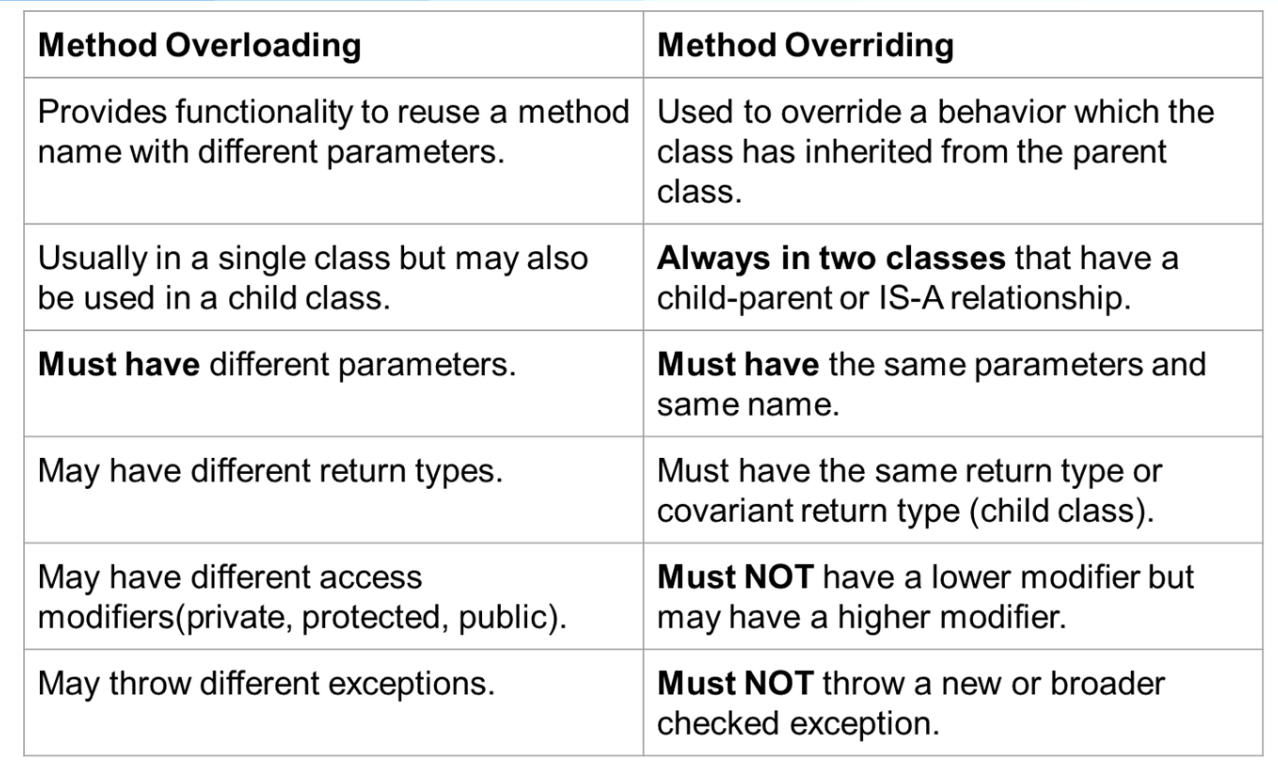 Method Overloading
Method Overriding
Provides functionality to reuse a method
name with different parameters.
Used to override a behavior which the
class has inherited from the parent
class.
Usually in a single class but may also
be used in a child class.
Always in two classes that have a
child-parent or IS-A relationship.
Must have different parameters.
Must have the same parameters and
same name.
May have different return types.
Must have the same return type or
covariant return type (child class).
May have different access
modifiers(private, protected, public).
Must NOT have a lower modifier but
may have a higher modifier.
May throw different exceptions.
Must NOT throw a new or broader
checked exception.